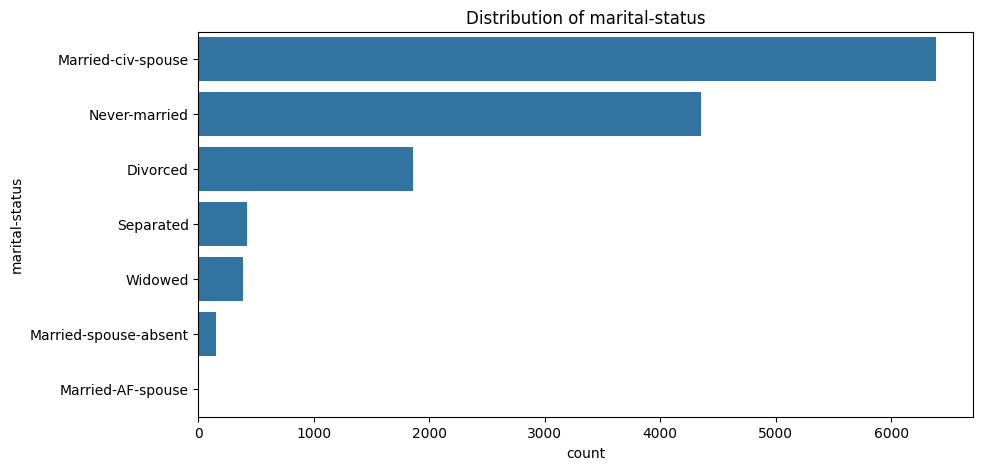 Distribution of marital-status
marital-status
Married-civ-spouse
Never-married
Divorced
Separated
Widowed
Married-spouse-absent
Married-AF-spouse
0 1000 2000 3000 4000 5000 6000
count